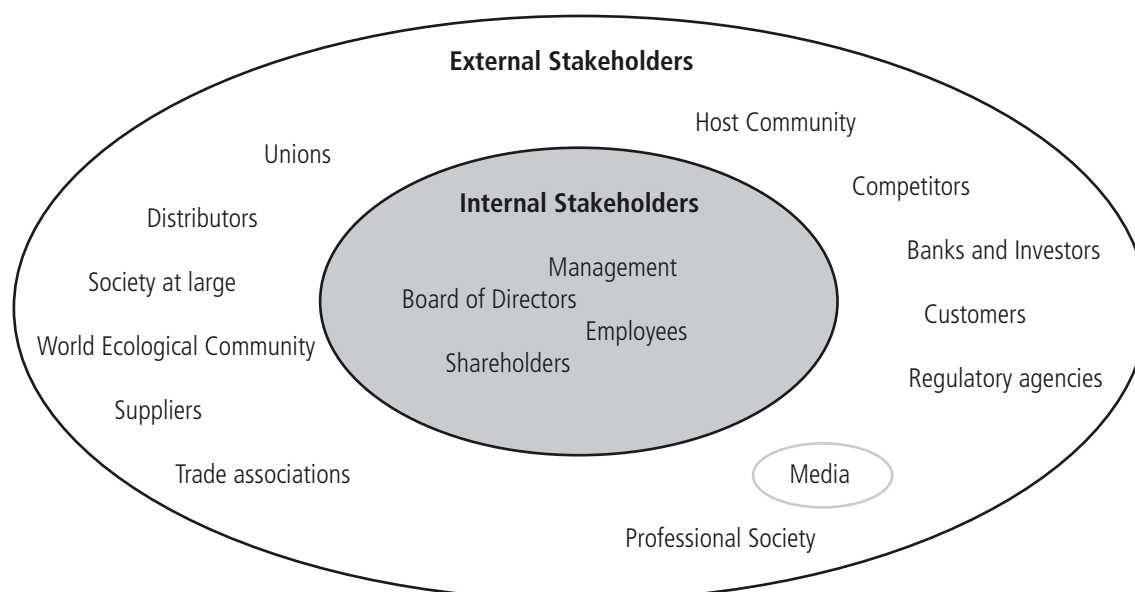 External Stakeholders
Host Community
Unions
Competitors
Internal Stakeholders
Distributors
Banks and Investors
Management
Society at large
Board of Directors
Customers
Employees
World Ecological Community
Shareholders
Regulatory agencies
Suppliers
Trade associations
Media
Professional Society